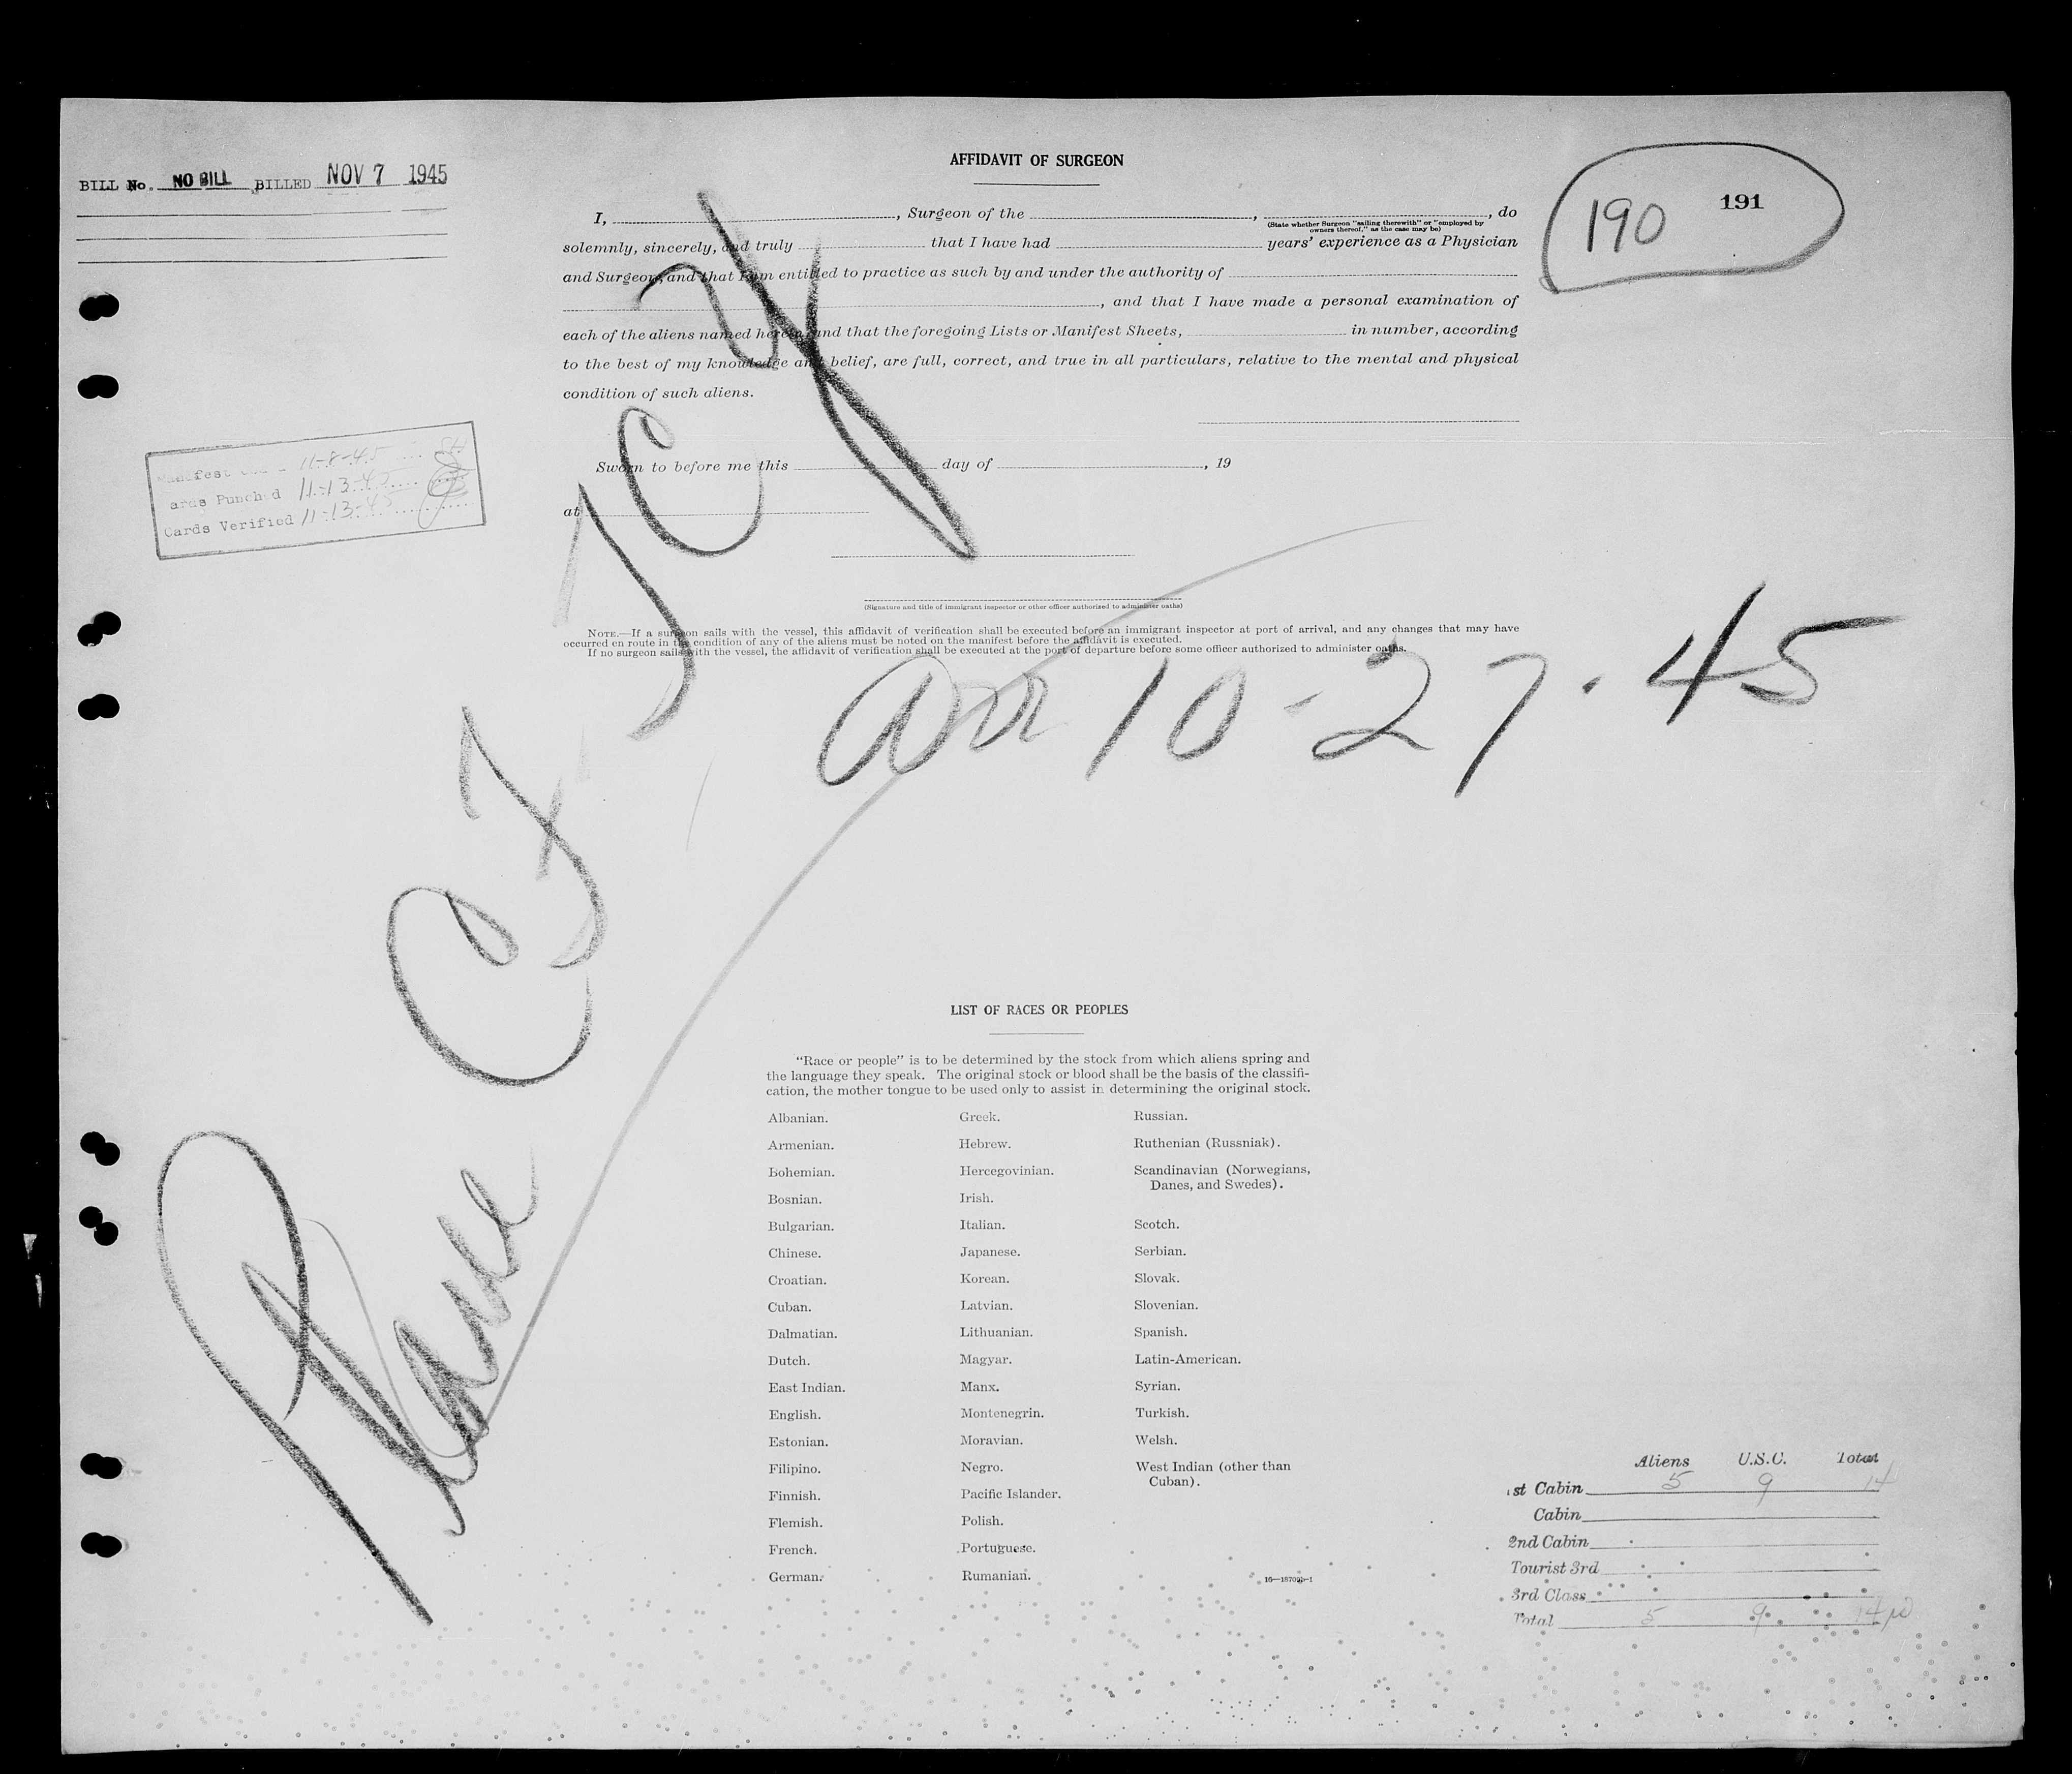 BILL No. NO BILL BILLED NOV 7 1945
AFFIDAVIT OF SURGEON
190 191
I, , Surgeon of the , , do
(State whether Surgeon "sailing therewith" or "employed by
owners thereof," as the case may be)
solemnly, sincerely, and truly that I have had years' experience as a Physician
and Surgeon, and that I am entitled to practice as such by and under the authority of
, and that I have made a personal examination of
each of the aliens named herein and that the foregoing Lists or Manifest Sheets, in number, according
to the best of my knowledge and belief, are full, correct, and true in all particulars, relative to the mental and physical
condition of such aliens.
Manifest 11-8-45
ards Punched 11-13-45
Cards Verified 11-13-45
Sworn to before me this day of , 19
at
(Signature and title of immigrant inspector or other officer authorized to administer oaths)
NOTE.—If a surgeon sails with the vessel, this affidavit of verification shall be executed before an immigrant inspector at port of arrival, and any changes that may have
occurred en route in the condition of any of the aliens must be noted on the manifest before the affidavit is executed.
If no surgeon sails with the vessel, the affidavit of verification shall be executed at the port of departure before some officer authorized to administer oaths.
arr 10-27-45
Plane
LIST OF RACES OR PEOPLES
"Race or people" is to be determined by the stock from which aliens spring and
the language they speak. The original stock or blood shall be the basis of the classifi-
cation, the mother tongue to be used only to assist in determining the original stock.
Albanian. Greek. Russian.
Armenian. Hebrew. Ruthenian (Russniak).
Bohemian. Hercegovinian. Scandinavian (Norwegians,
Danes, and Swedes).
Bosnian. Irish.
Bulgarian. Italian. Scotch.
Chinese. Japanese. Serbian.
Croatian. Korean. Slovak.
Cuban. Latvian. Slovenian.
Dalmatian. Lithuanian. Spanish.
Dutch. Magyar. Latin-American.
East Indian. Manx. Syrian.
English. Montenegrin. Turkish.
Estonian. Moravian. Welsh.
Filipino. Negro. West Indian (other than
Cuban).
Finnish. Pacific Islander.
Flemish. Polish.
French. Portuguese.
German. Rumanian.
Aliens U.S.C. Total
1st Cabin 5 9 14
Cabin
2nd Cabin
Tourist 3rd
3rd Class
Total 5 9 14